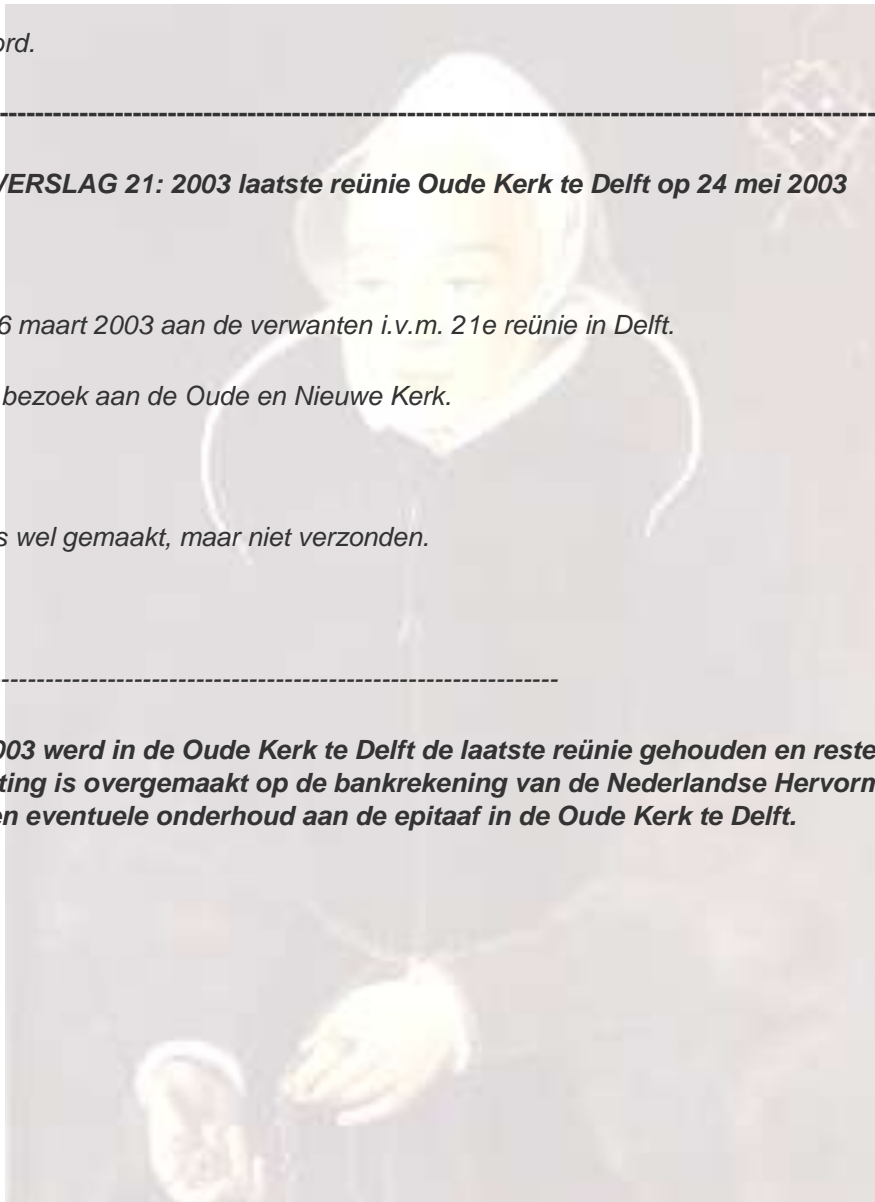 ord.
VERSLAG 21: 2003 laatste reünie Oude Kerk te Delft op 24 mei 2003
6 maart 2003 aan de verwanten i.v.m. 21e reünie in Delft.
bezoek aan de Oude en Nieuwe Kerk.
s wel gemaakt, maar niet verzonden.
003 werd in de Oude Kerk te Delft de laatste reünie gehouden en reste
ting is overgemaakt op de bankrekening van de Nederlandse Hervorm
en eventuele onderhoud aan de epitaaf in de Oude Kerk te Delft.